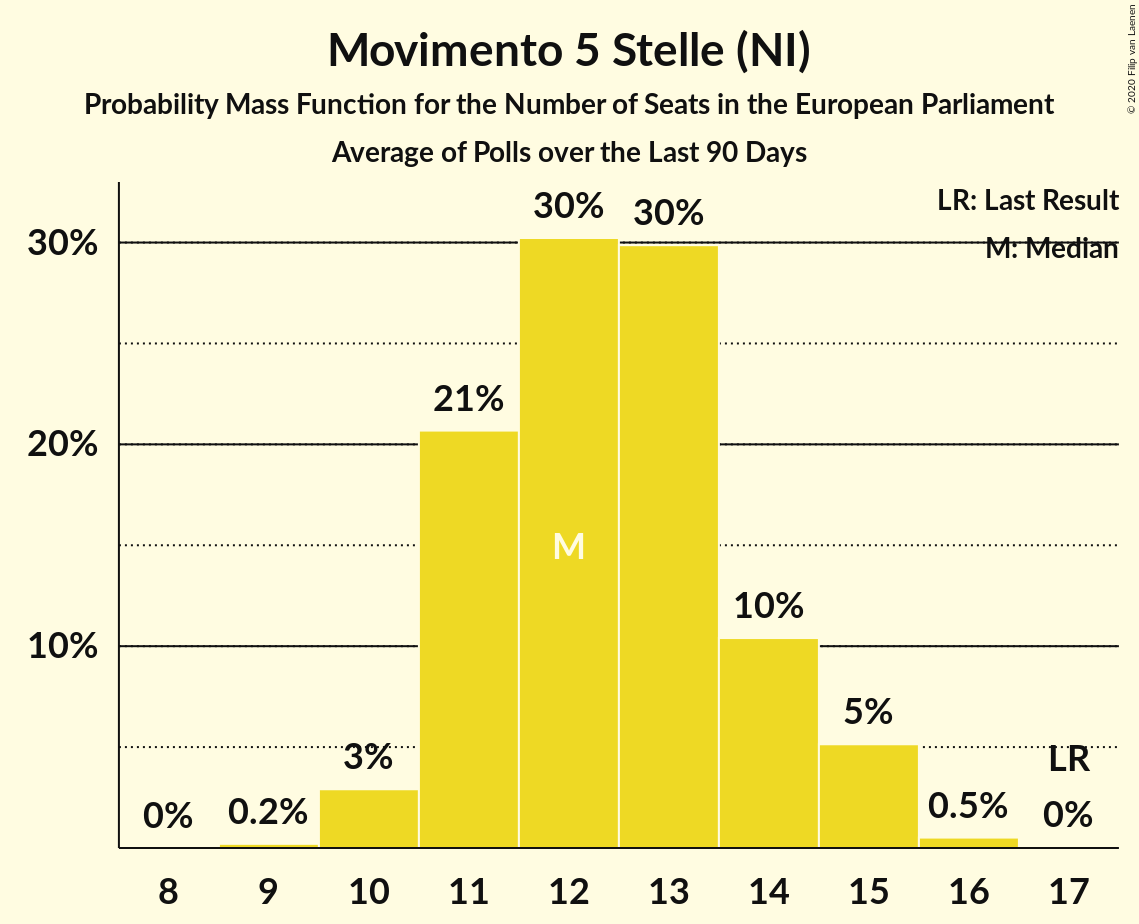 Movimento 5 Stelle (NI)
Probability Mass Function for the Number of Seats in the European Parliament
Average of Polls over the Last 90 Days
© 2020 Filip van Laenen
LR: Last Result
M: Median
30%
20%
10%
0%
0.2%
3%
21%
30%
M
30%
10%
5%
0.5%
LR
0%
8 9 10 11 12 13 14 15 16 17